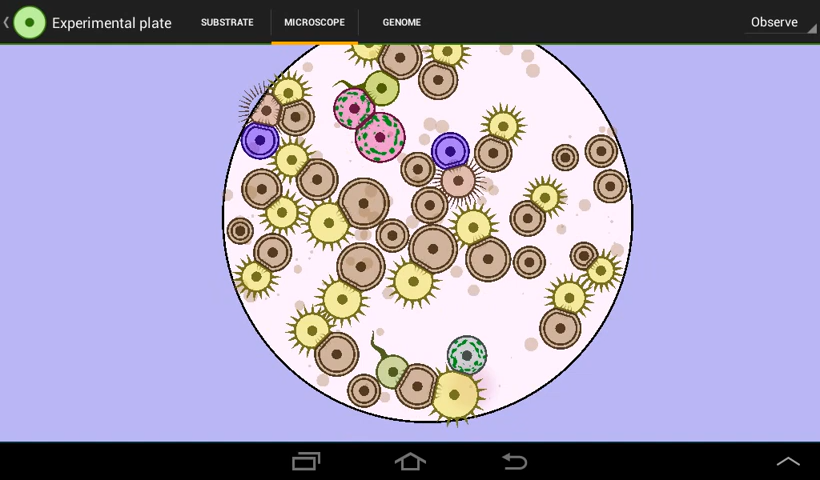 Experimental plate
SUBSTRATE
MICROSCOPE
GENOME
Observe